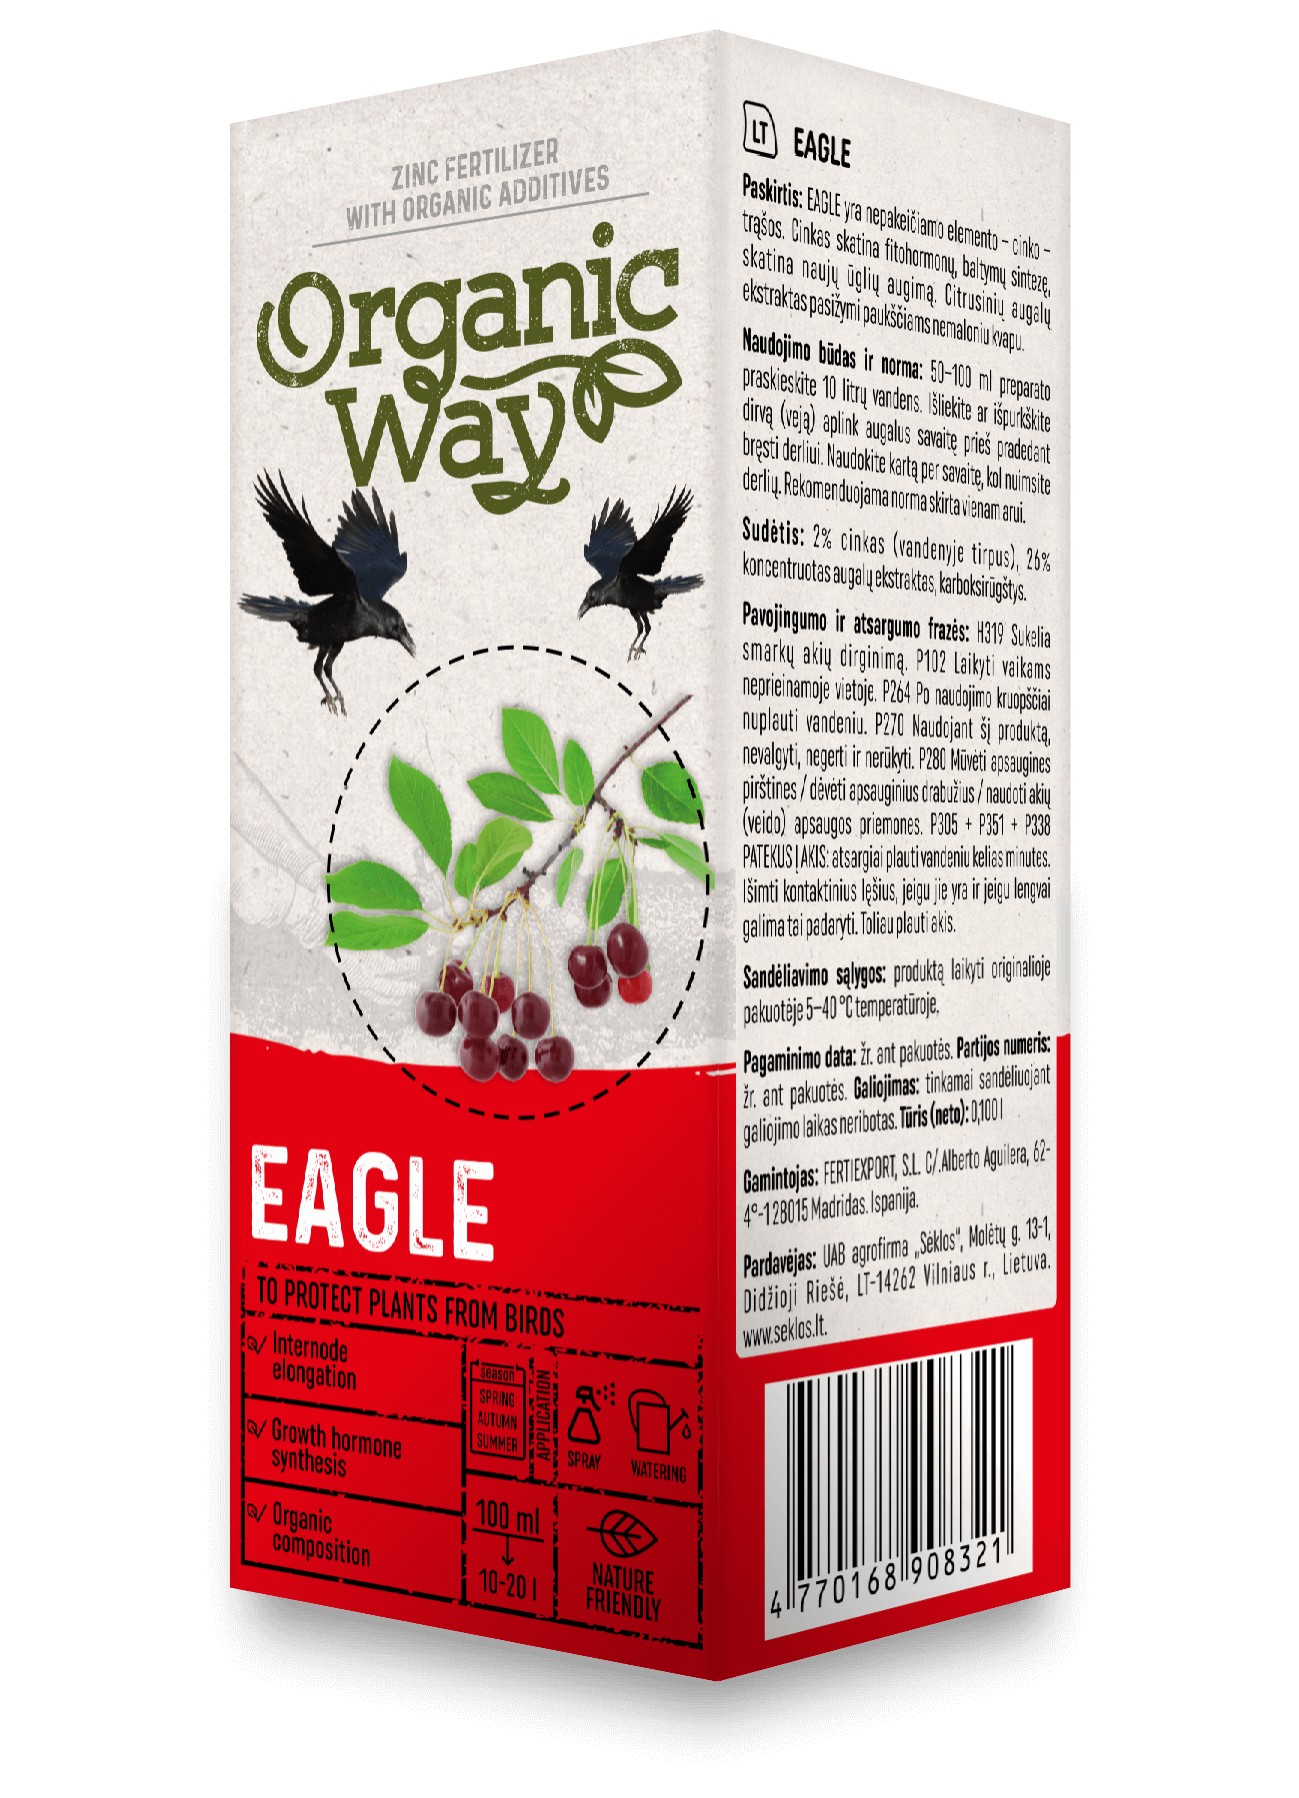 ZINC FERTILIZER
WITH ORGANIC ADDITIVES
Organic
Way
EAGLE
TO PROTECT PLANTS FROM BIRDS
Internode
elongation
Growth hormone
synthesis
Organic
composition
season
SPRING
AUTUMN
SUMMER
APPLICATION
SPRAY
WATERING
100 ml
10-20 l
NATURE
FRIENDLY
LT EAGLE
Paskirtis: EAGLE yra nepakeičiamo elemento – cinko –
trąšos. Cinkas skatina fitohormonų, baltymų sintezę,
skatina naujų ūglių augimą. Citrusinių augalų
ekstraktas pasižymi paukščiams nemaloniu kvapu.
Naudojimo būdas ir norma: 50–100 ml preparato
praskieskite 10 litrų vandens. Išliekite ar išpurkškite
dirvą (veją) aplink augalus savaitę prieš pradedant
bręsti derliui. Naudokite kartą per savaitę, kol nuimsite
derlių. Rekomenduojama norma skirta vienam arui.
Sudėtis: 2% cinkas (vandenyje tirpus), 26%
koncentruotas augalų ekstraktas, karboksirūgštys.
Pavojingumo ir atsargumo frazės: H319 Sukelia
smarkų akių dirginimą. P102 Laikyti vaikams
neprieinamoje vietoje. P264 Po naudojimo kruopščiai
nuplauti vandeniu. P270 Naudojant šį produktą,
nevalgyti, negerti ir nerūkyti. P280 Mūvėti apsaugines
pirštines / dėvėti apsauginius drabužius / naudoti akių
(veido) apsaugos priemones. P305 + P351 + P338
PATEKUS Į AKIS: atsargiai plauti vandeniu kelias minutes.
Išimti kontaktinius lęšius, jeigu jie yra ir jeigu lengvai
galima tai padaryti. Toliau plauti akis.
Sandėliavimo sąlygos: produktą laikyti originalioje
pakuotėje 5–40 °C temperatūroje.
Pagaminimo data: žr. ant pakuotės. Partijos numeris:
žr. ant pakuotės. Galiojimas: tinkamai sandėliuojant
galiojimo laikas neribotas. Tūris (neto): 0,100 l
Gamintojas: FERTIEXPORT, S.L. C/.Alberto Aguilera, 62-
4°-1 28015 Madridas. Ispanija.
Pardavėjas: UAB agrofirma „Sėklos“, Molėtų g. 13-1,
Didžioji Riešė, LT-14262 Vilniaus r., Lietuva.
www.seklos.lt.
4 770168 908321